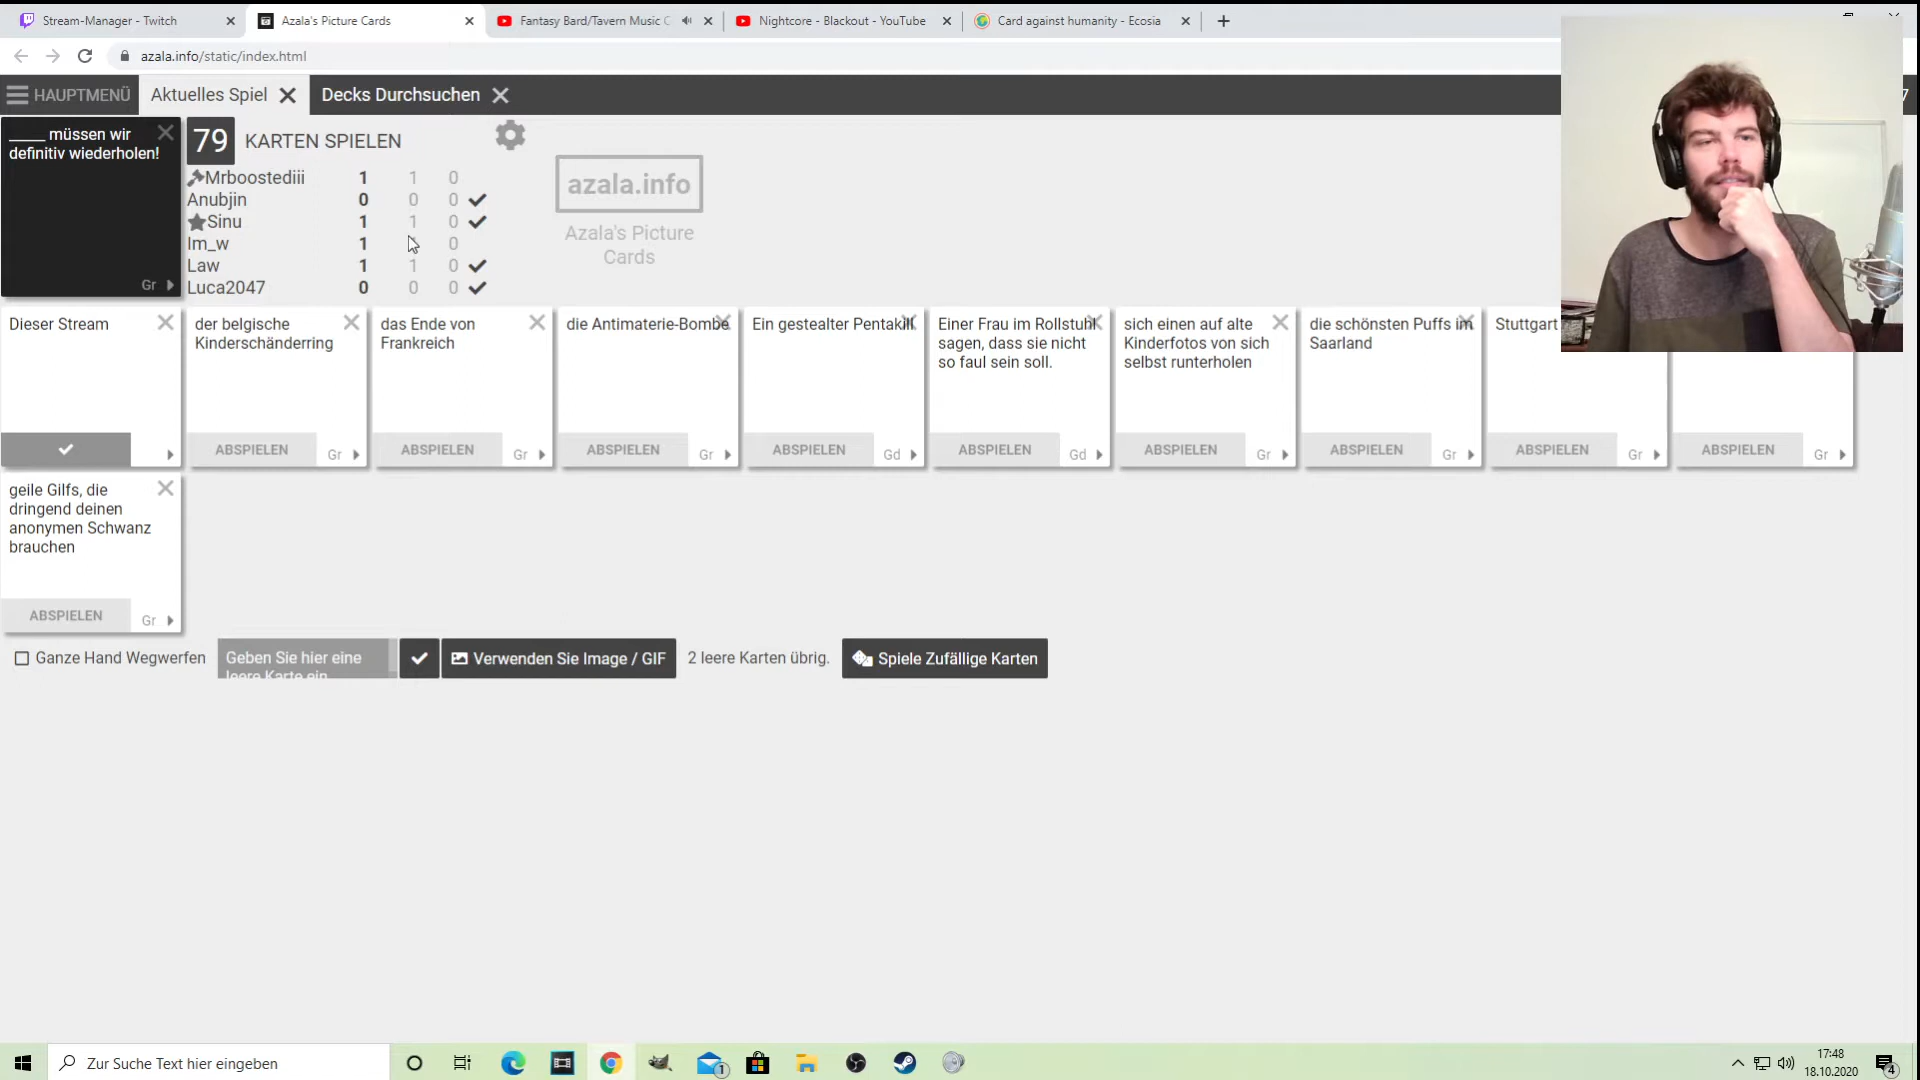 Stream-Manager - Twitch
Azala's Picture Cards
Fantasy Bard/Tavern Music C
Nightcore - Blackout - YouTube
Card against humanity - Ecosia
azala.info/static/index.html
HAUPTMENÜ
Aktuelles Spiel
Decks Durchsuchen
7
_____ müssen wir
definitiv wiederholen!
Gr
79 KARTEN SPIELEN
Mrboostediii 1 1 0
Anubjin 0 0 0
Sinu 1 1 0
Im_w 1 0
Law 1 1 0
Luca2047 0 0 0
azala.info
Azala's Picture
Cards
Dieser Stream
der belgische
Kinderschänderring
ABSPIELEN
Gr
das Ende von
Frankreich
ABSPIELEN
Gr
die Antimaterie-Bombe
ABSPIELEN
Gr
Ein gestealter Pentakill
ABSPIELEN
Gd
Einer Frau im Rollstuhl
sagen, dass sie nicht
so faul sein soll.
ABSPIELEN
Gd
sich einen auf alte
Kinderfotos von sich
selbst runterholen
ABSPIELEN
Gr
die schönsten Puffs im
Saarland
ABSPIELEN
Gr
Stuttgart
ABSPIELEN
Gr
ABSPIELEN
Gr
geile Gilfs, die
dringend deinen
anonymen Schwanz
brauchen
ABSPIELEN
Gr
Ganze Hand Wegwerfen
Geben Sie hier eine
leere Karte ein
Verwenden Sie Image / GIF
2 leere Karten übrig.
Spiele Zufällige Karten
Zur Suche Text hier eingeben
1
17:48
18.10.2020
4